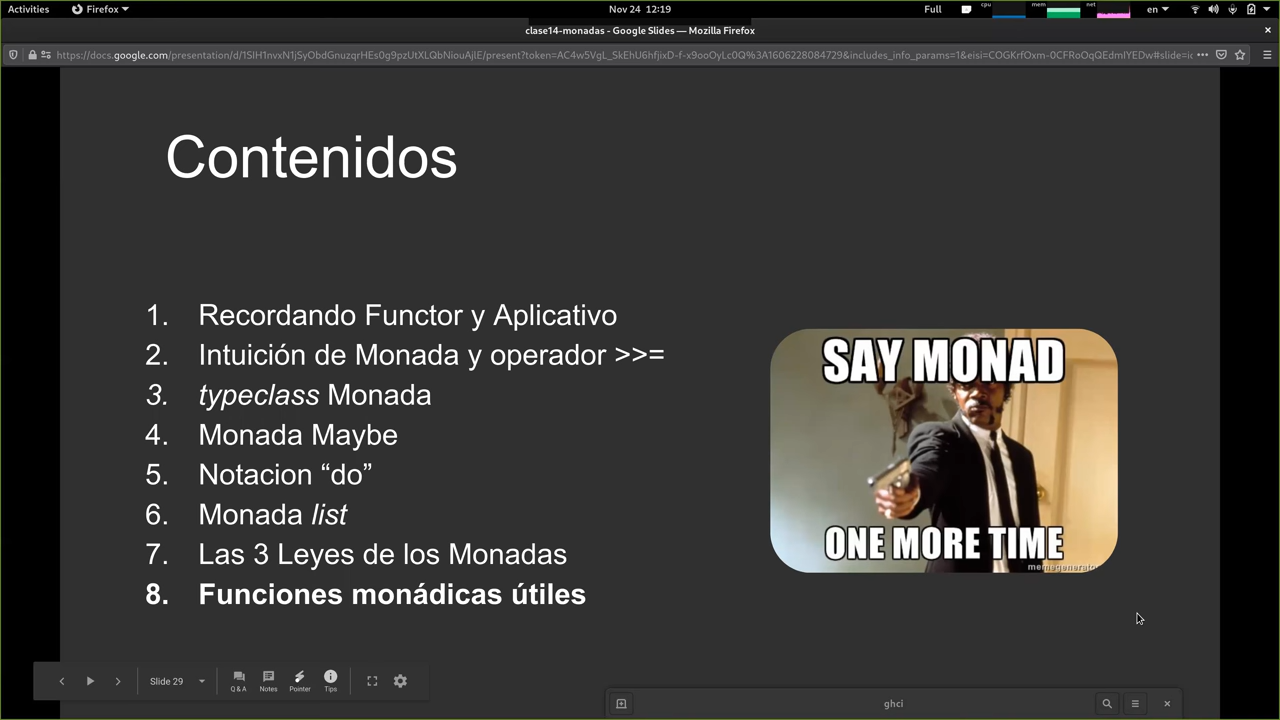 Activities
Firefox
Nov 24 12:19
Full
cpu
mem
net
en
clase14-monadas - Google Slides — Mozilla Firefox
Contenidos
1. Recordando Functor y Aplicativo
2. Intuición de Monada y operador >>=
3. typeclass Monada
4. Monada Maybe
5. Notacion “do”
6. Monada list
7. Las 3 Leyes de los Monadas
8. Funciones monádicas útiles
SAY MONAD
ONE MORE TIME
Slide 29
Q & A
Notes
Pointer
Tips
ghci